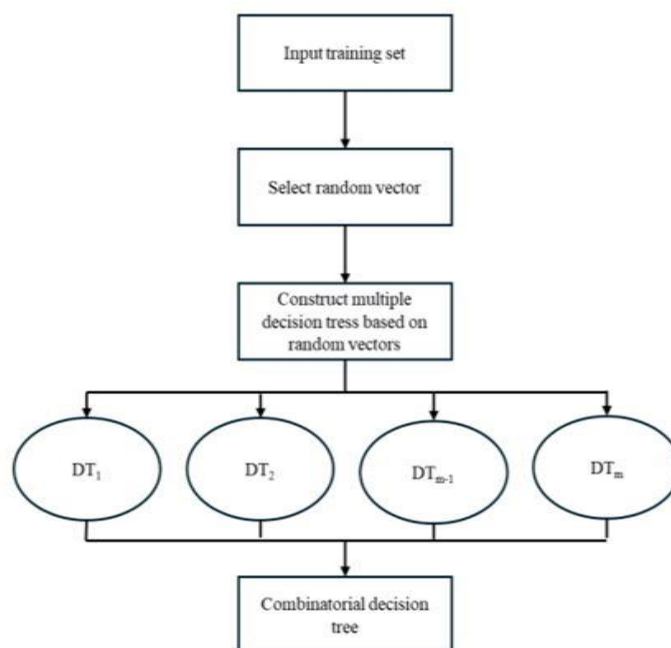 Input training set
Select random vector
Construct multiple
decision tress based on
random vectors
DT₁
DT₂
DTₘ₋₁
DTₘ
Combinatorial decision
tree